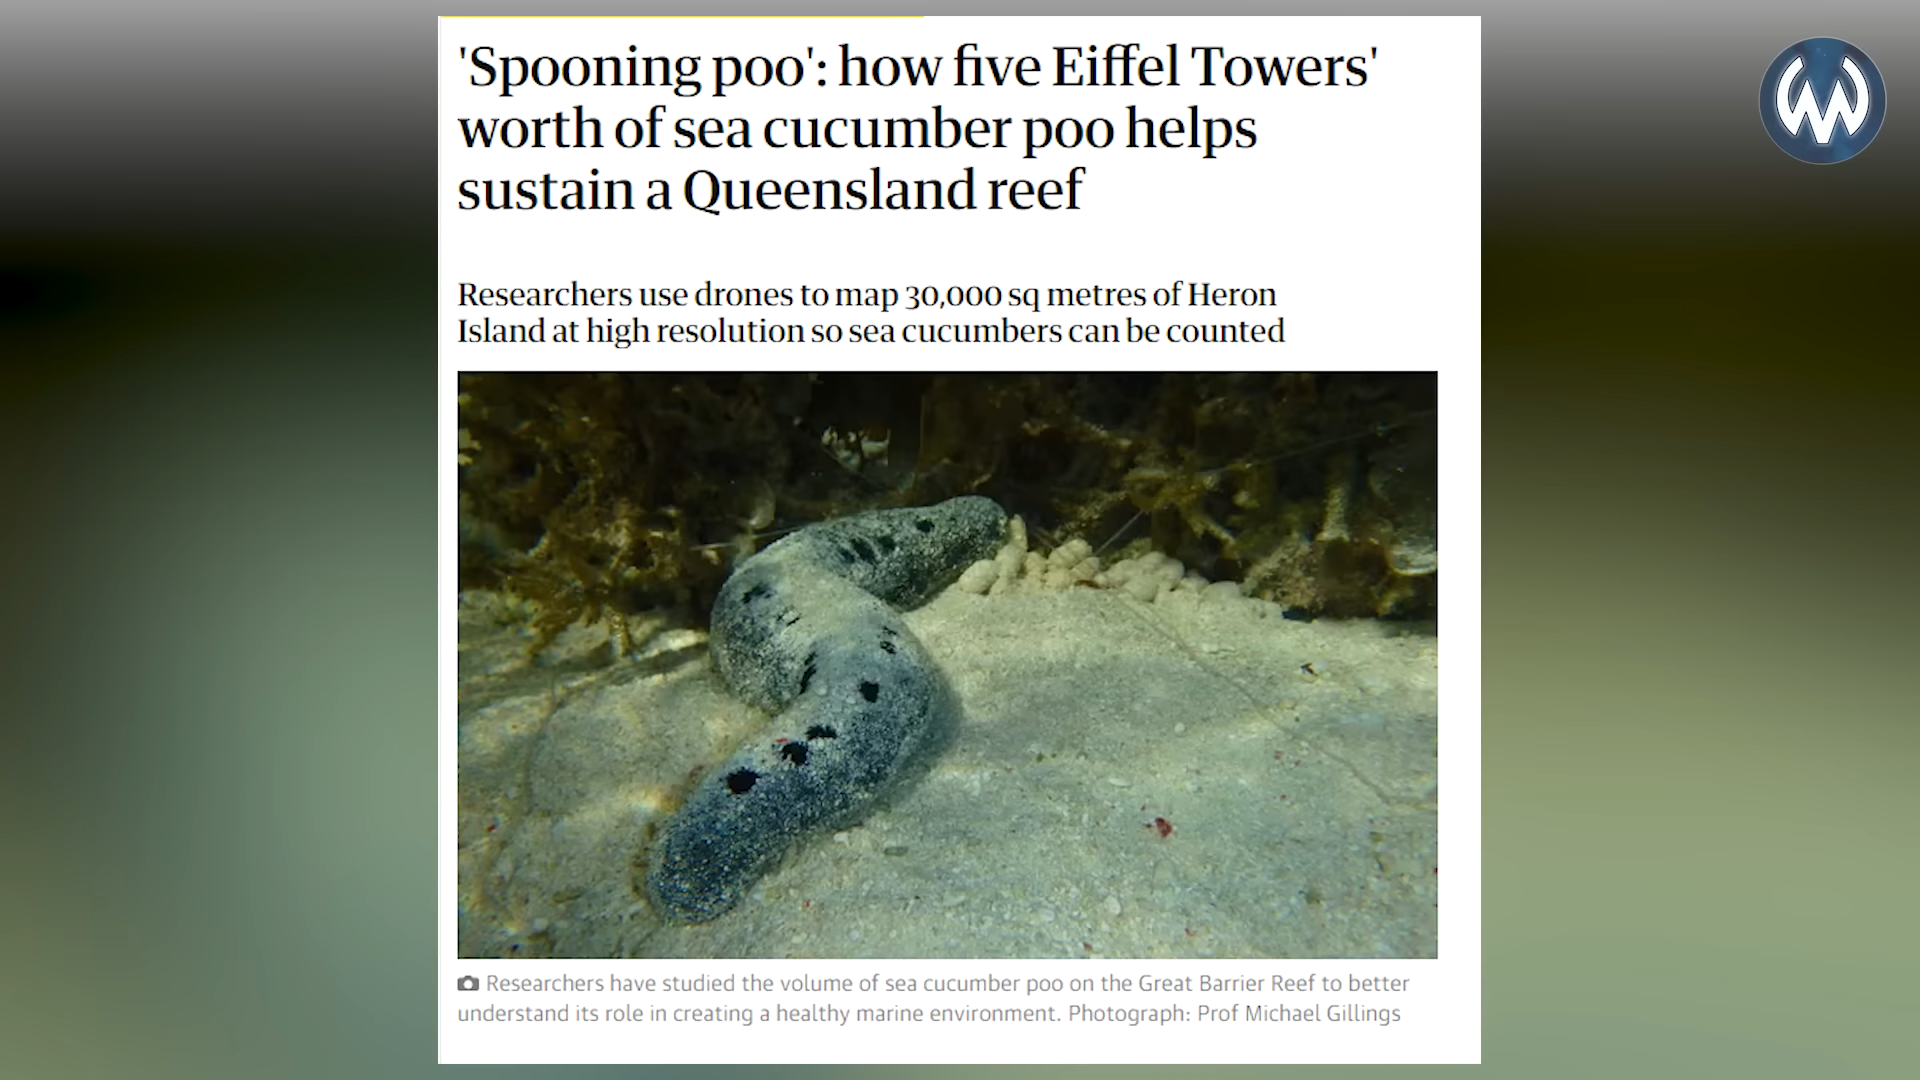 'Spooning poo': how five Eiffel Towers'
worth of sea cucumber poo helps
sustain a Queensland reef
Researchers use drones to map 30,000 sq metres of Heron
Island at high resolution so sea cucumbers can be counted
Researchers have studied the volume of sea cucumber poo on the Great Barrier Reef to better
understand its role in creating a healthy marine environment. Photograph: Prof Michael Gillings